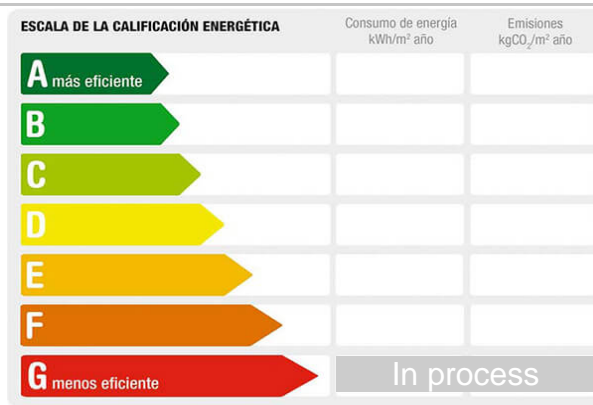 ESCALA DE LA CALIFICACIÓN ENERGÉTICA
Consumo de energía
kWh/m² año
Emisiones
kgCO₂/m² año
A más eficiente
B
C
D
E
F
G menos eficiente
In process